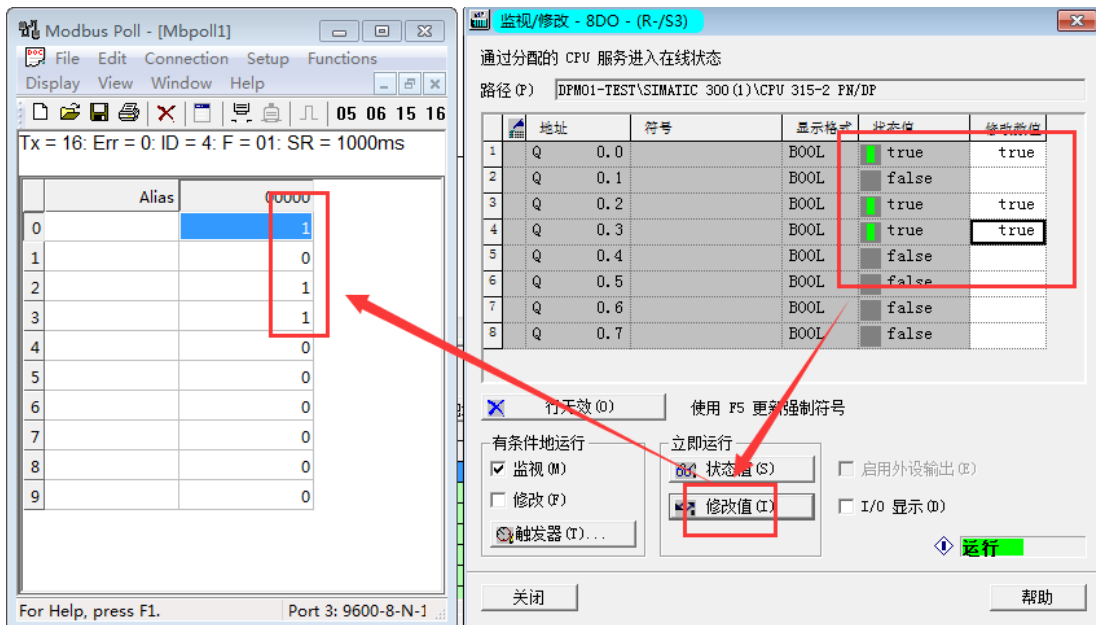 Modbus Poll - [Mbpoll1]
File Edit Connection Setup Functions
Display View Window Help
05 06 15 16
Tx = 16: Err = 0: ID = 4: F = 01: SR = 1000ms
Alias 00000
0 1
1 0
2 1
3 1
4 0
5 0
6 0
7 0
8 0
9 0
For Help, press F1. Port 3: 9600-8-N-1
监视/修改 - 8DO - (R-/S3)
通过分配的 CPU 服务进入在线状态
路径(P) DPM01-TEST\SIMATIC 300(1)\CPU 315-2 PN/DP
地址 符号 显示格式 状态值 修改数值
1 Q 0.0 BOOL true true
2 Q 0.1 BOOL false
3 Q 0.2 BOOL true true
4 Q 0.3 BOOL true true
5 Q 0.4 BOOL false
6 Q 0.5 BOOL false
7 Q 0.6 BOOL false
8 Q 0.7 BOOL false
行无效(O) 使用 F5 更新强制符号
有条件地运行 立即运行
监视(M) 状态值(S) 启用外设输出(E)
修改(F) 修改值(I) I/O 显示(D)
触发器(T)...
运行
关闭 帮助